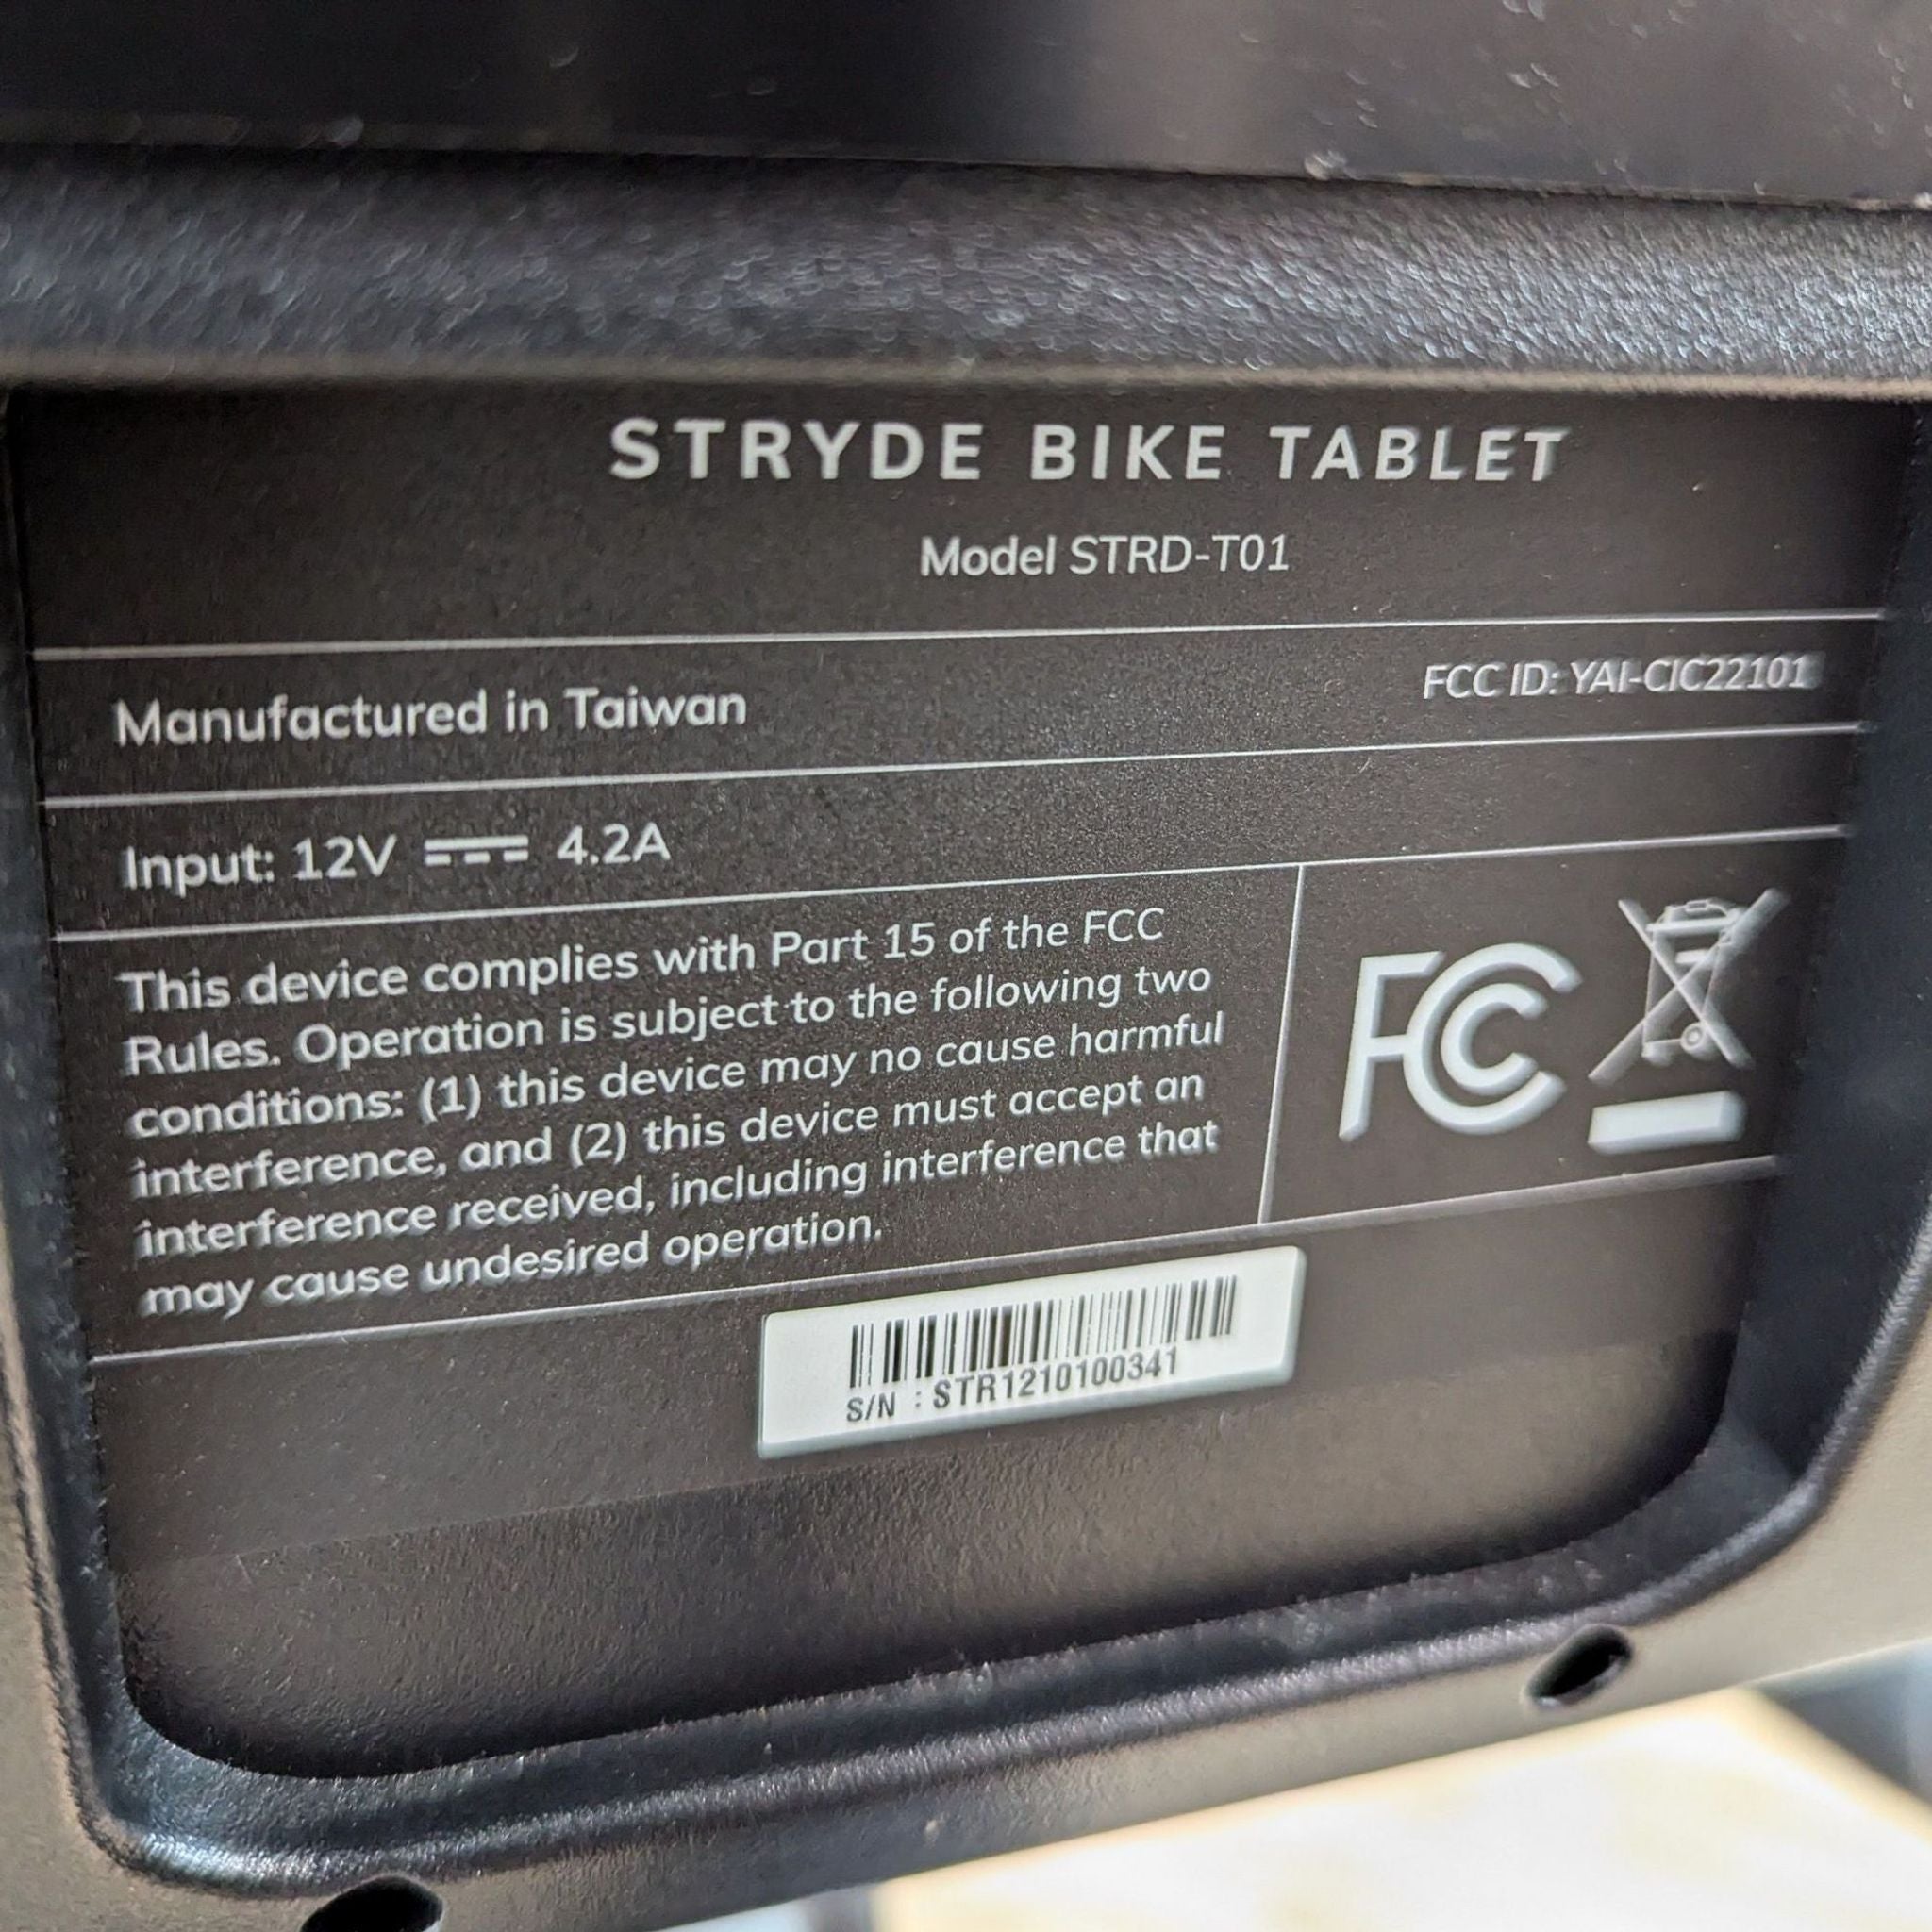 STRYDE BIKE TABLET
Model STRD-T01
Manufactured in Taiwan
FCC ID: YAI-CIC22101
Input: 12V ⎓ 4.2A
This device complies with Part 15 of the FCC
Rules. Operation is subject to the following two
conditions: (1) this device may no cause harmful
interference, and (2) this device must accept an
interference received, including interference that
may cause undesired operation.
FC
S/N : STR1210100341